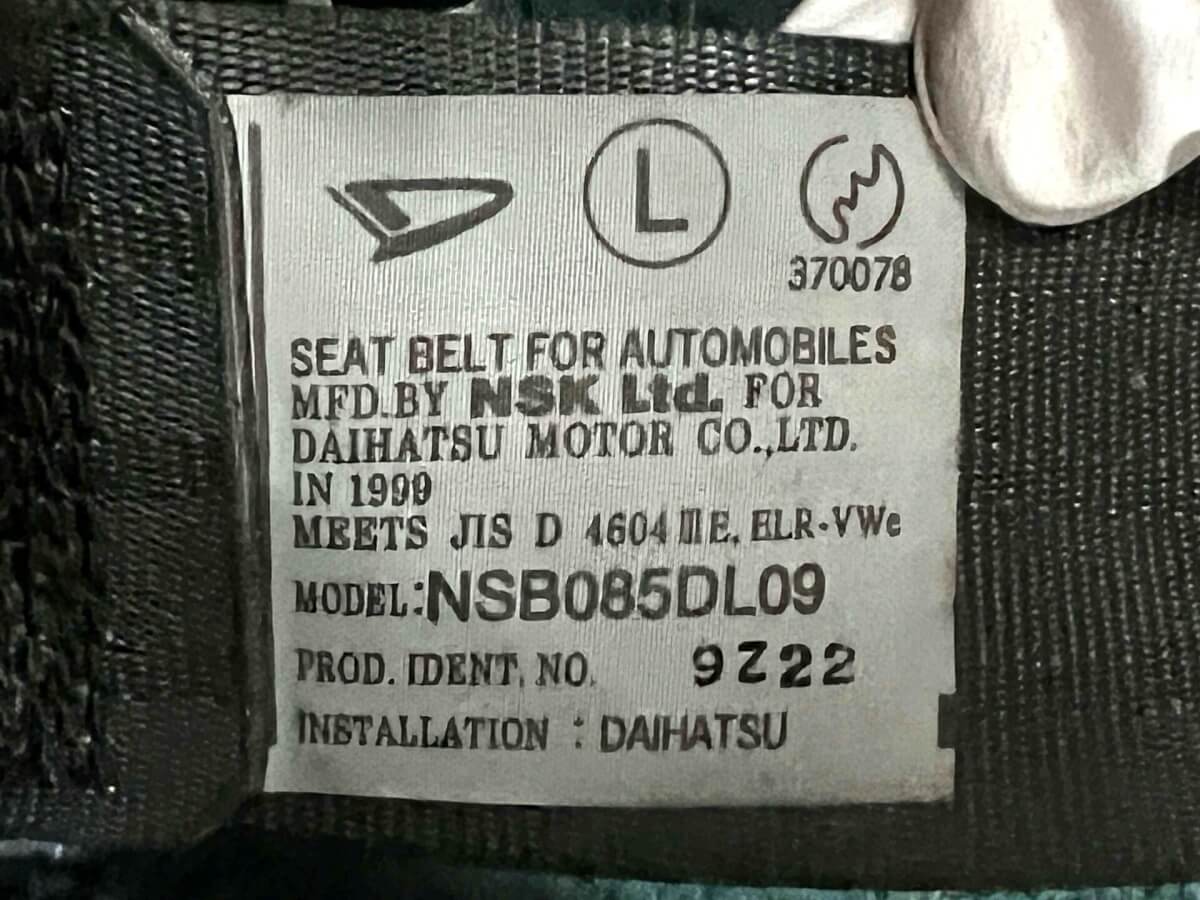 L
370078
SEAT BELT FOR AUTOMOBILES
MFD.BY NSK Ltd. FOR
DAIHATSU MOTOR CO.,LTD.
IN 1999
MEETS JIS D 4604 III E, ELR·VWe
MODEL:NSB085DL09
PROD. IDENT. NO. 9Z22
INSTALLATION : DAIHATSU